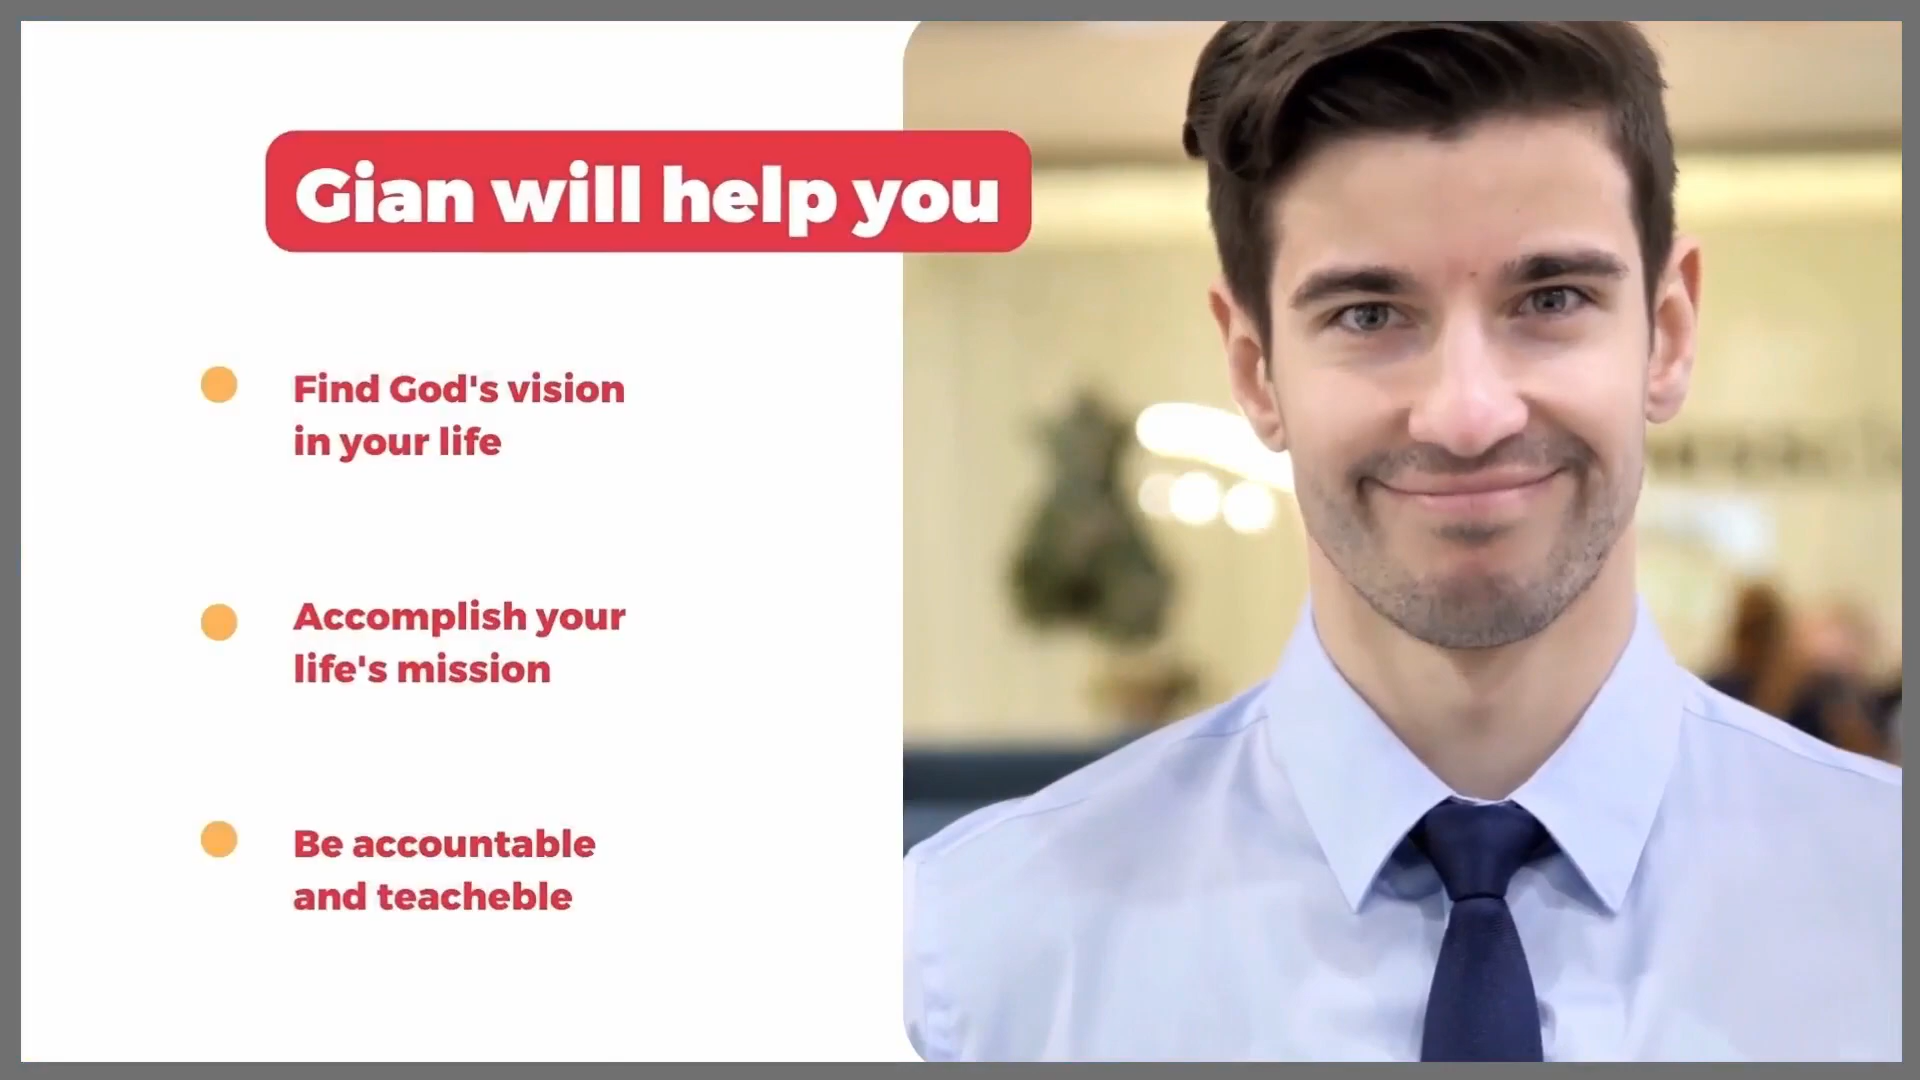 Gian will help you
Find God's vision
in your life
Accomplish your
life's mission
Be accountable
and teacheble